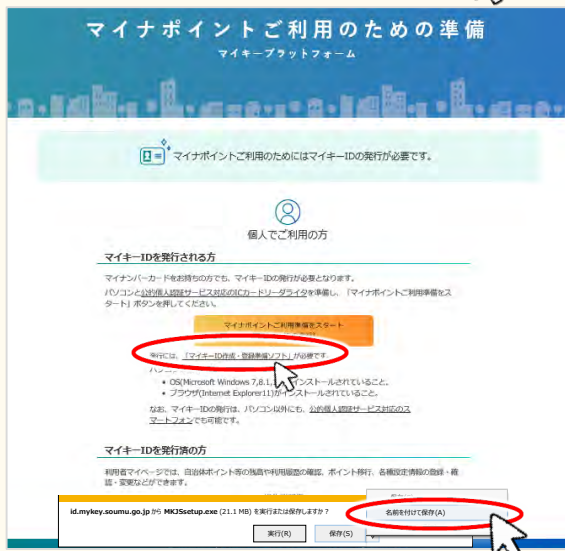 マイナポイントご利用のための準備
マイキープラットフォーム
マイナポイントご利用のためにはマイキーIDの発行が必要です。
個人でご利用の方
マイキーIDを発行される方
マイナンバーカードをお持ちの方でも、マイキーIDの発行が必要となります。
パソコンと公的個人認証サービス対応のICカードリーダライタを準備し、「マイナポイントご利用準備をス
タート」ボタンを押してください。
マイナポイントご利用準備をスタート
発行には、「マイキーID作成・登録準備ソフト」が必要です。
OS(Microsoft Windows 7,8.1, インストールされていること。
ブラウザ(Internet Explorer11)がインストールされていること。
なお、マイキーIDの発行は、パソコン以外にも、公的個人認証サービス対応のス
マートフォンでも可能です。
マイキーIDを発行済の方
利用者マイページでは、自治体ポイント等の残高や利用履歴の確認、ポイント移行、各種設定情報の登録・確
認・変更などができます。
id.mykey.soumu.go.jp から MKJSsetup.exe (21.1 MB) を実行または保存しますか？
名前を付けて保存(A)
実行(R)
保存(S)